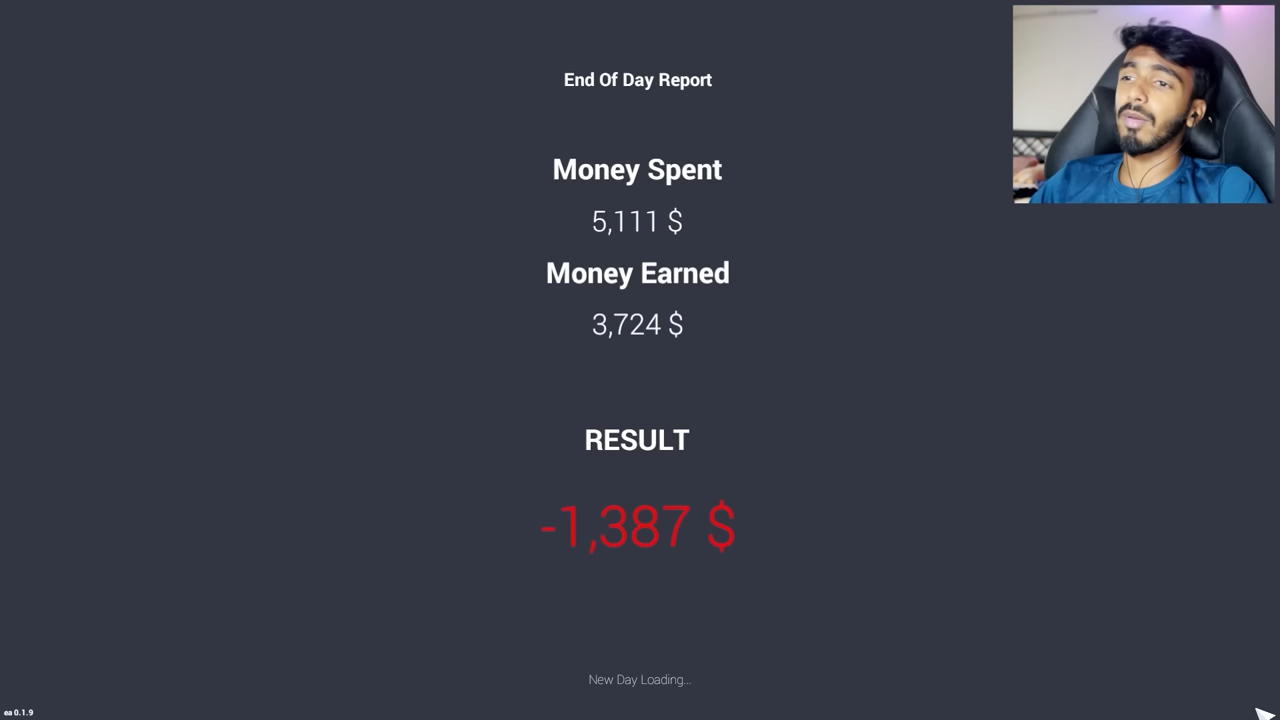 End Of Day Report
Money Spent
5,111 $
Money Earned
3,724 $
RESULT
-1,387 $
New Day Loading...
ea 0.1.9